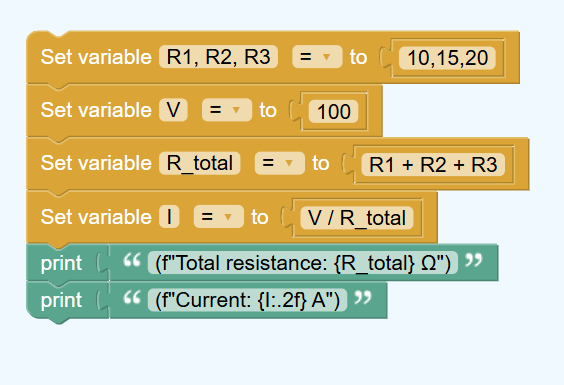 Set variable R1, R2, R3 = to 10,15,20
Set variable V = to 100
Set variable R_total = to R1 + R2 + R3
Set variable I = to V / R_total
print “ (f"Total resistance: {R_total} Ω") ”
print “ (f"Current: {I:.2f} A") ”